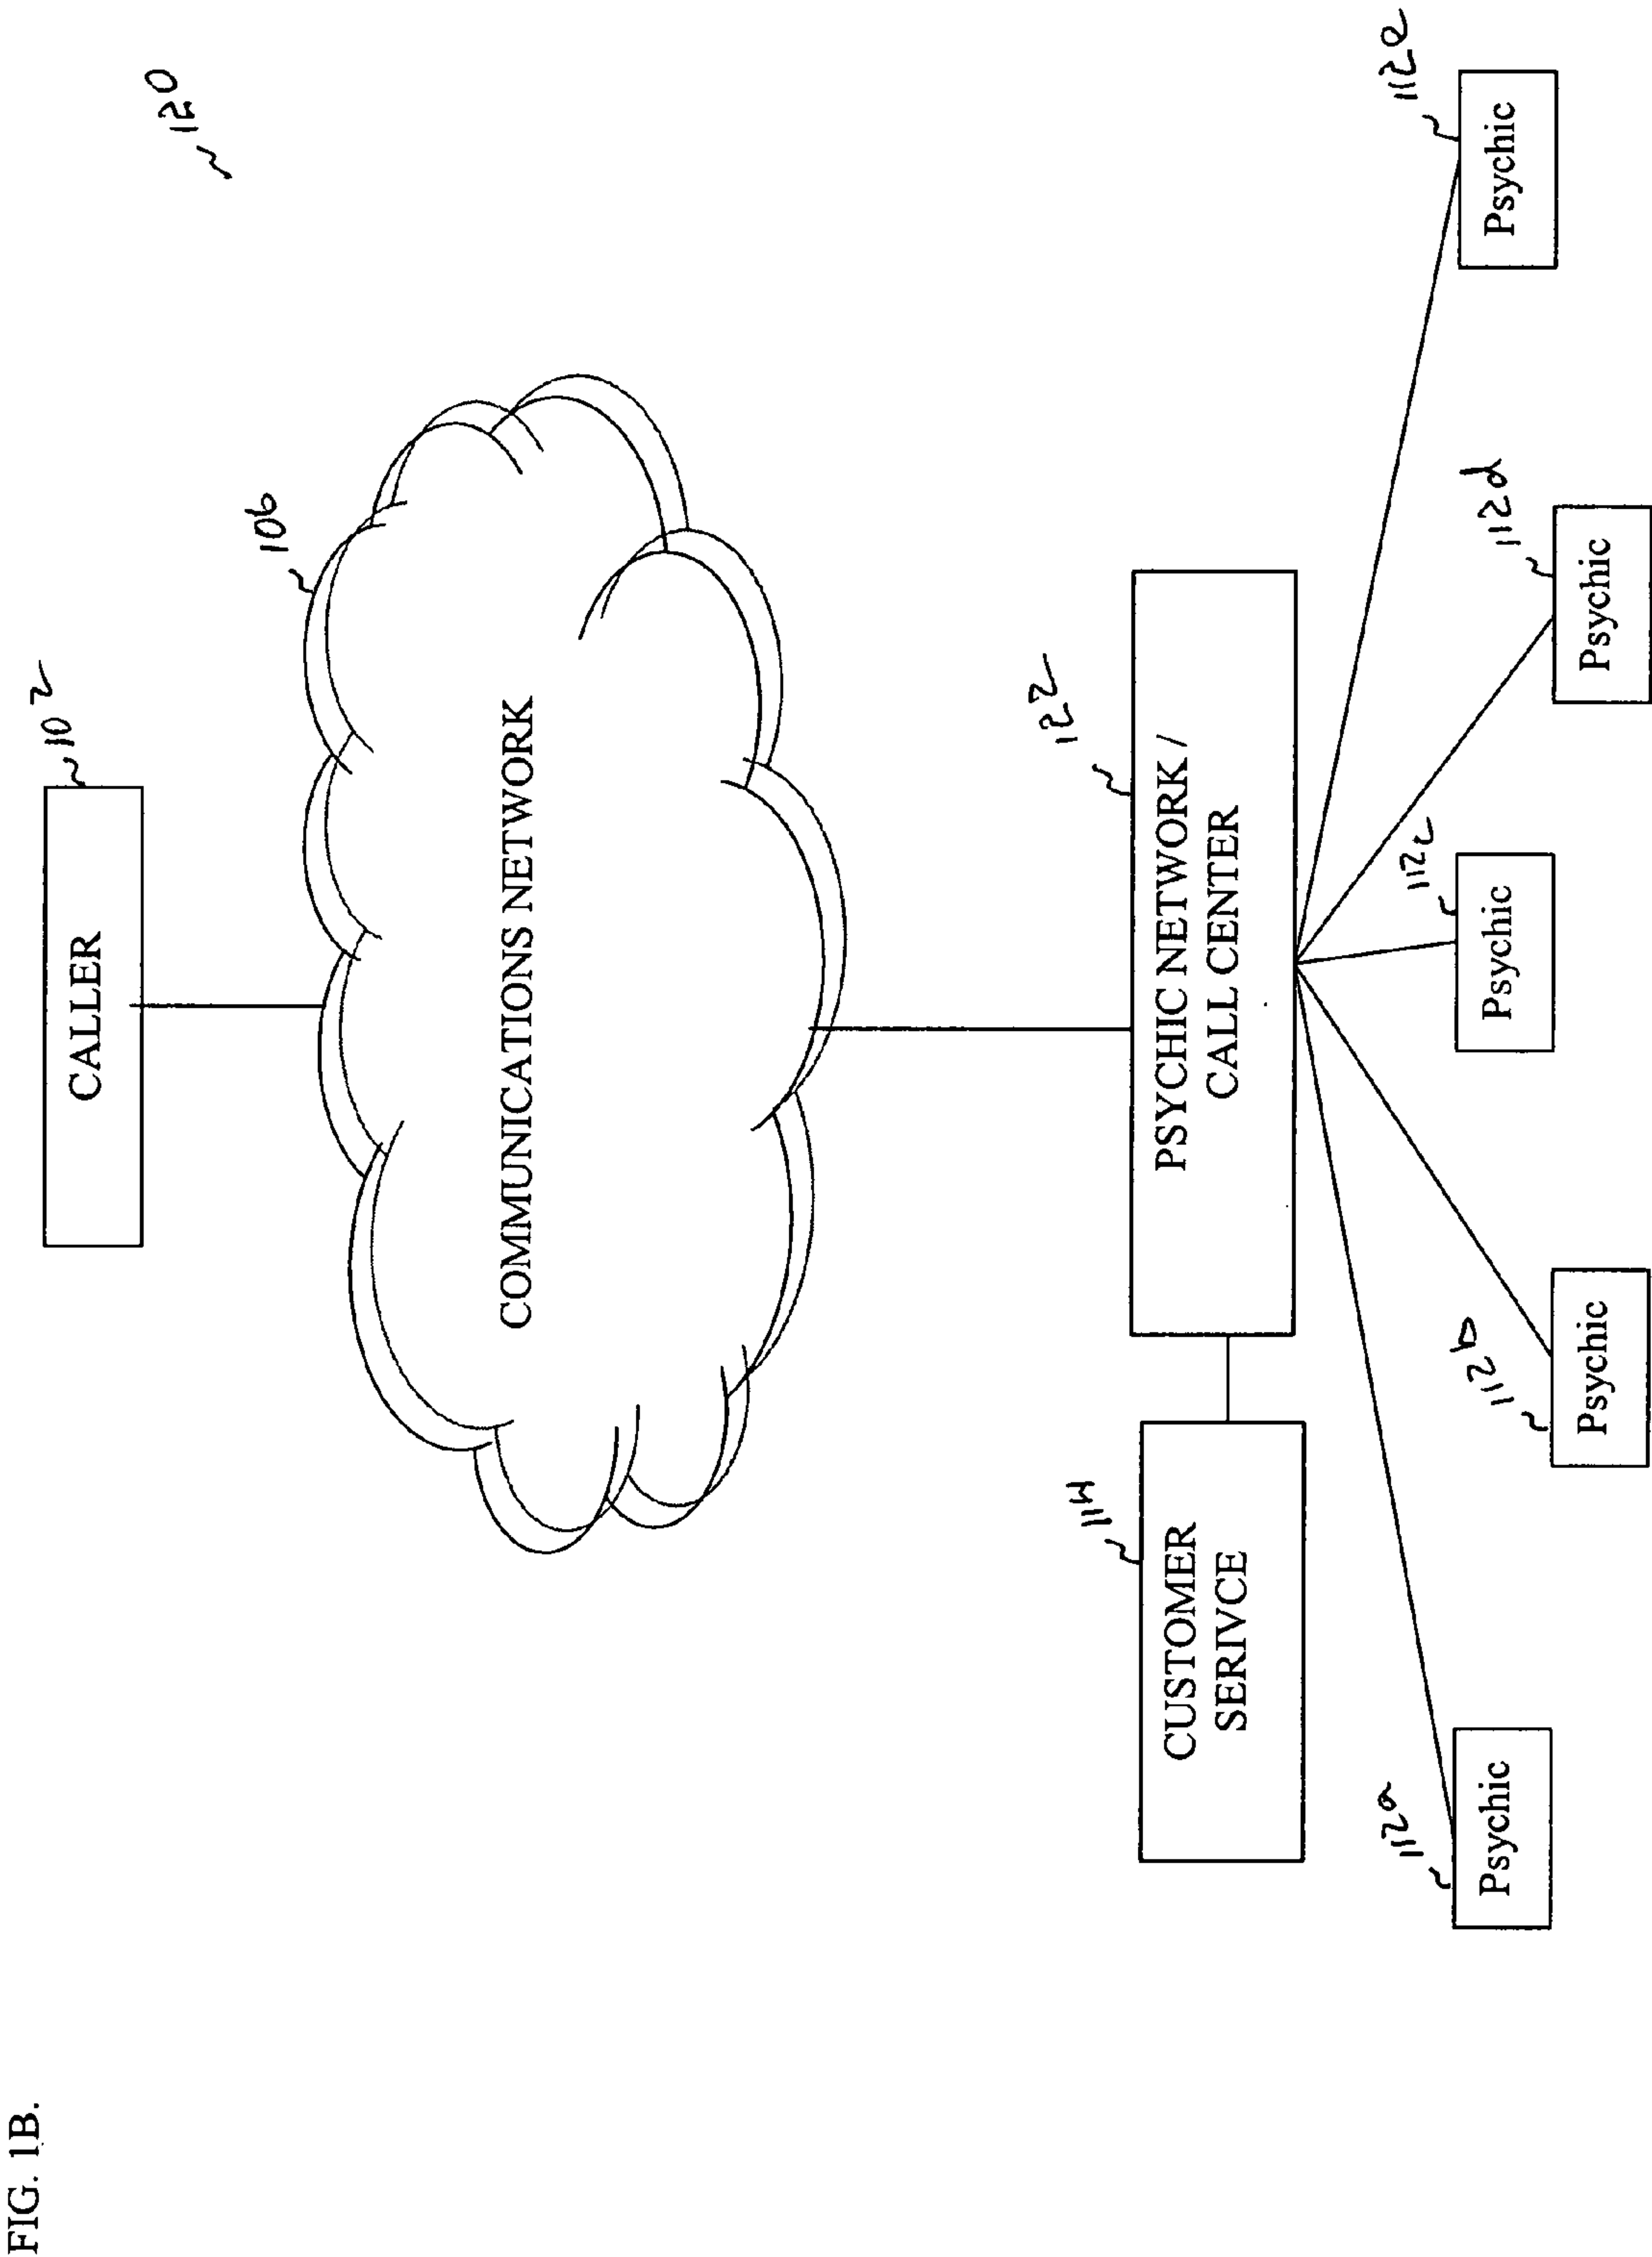 FIG. 1B.
120
102
CALLER
106
COMMUNICATIONS NETWORK
122
PSYCHIC NETWORK /
CALL CENTER
114
CUSTOMER
SERIVCE
112a
Psychic
112b
Psychic
112c
Psychic
112d
Psychic
112e
Psychic